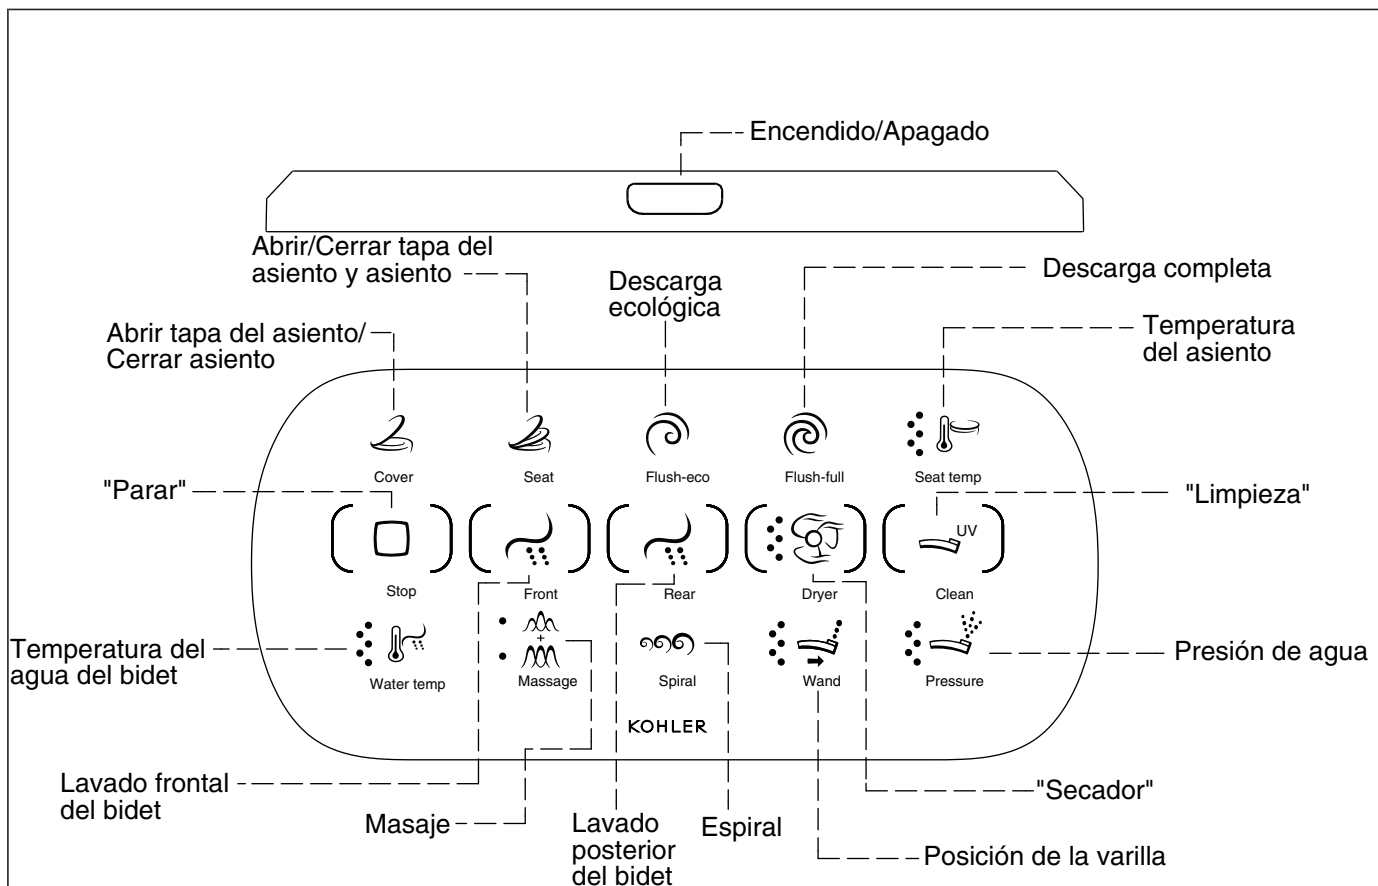 Encendido/Apagado
Abrir/Cerrar tapa del
asiento y asiento
Descarga
ecológica
Descarga completa
Abrir tapa del asiento/
Cerrar asiento
Temperatura
del asiento
Cover
Seat
Flush-eco
Flush-full
Seat temp
"Parar"
"Limpieza"
UV
Stop
Front
Rear
Dryer
Clean
Temperatura del
agua del bidet
+
Presión de agua
Water temp
Massage
Spiral
Wand
Pressure
KOHLER
Lavado frontal
del bidet
"Secador"
Masaje
Lavado
posterior
del bidet
Espiral
Posición de la varilla